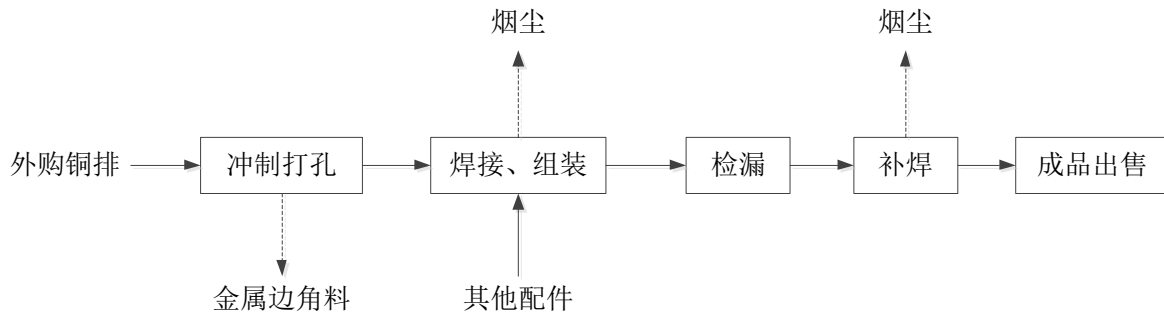 烟尘
烟尘
外购铜排
冲制打孔
焊接、组装
检漏
补焊
成品出售
金属边角料
其他配件